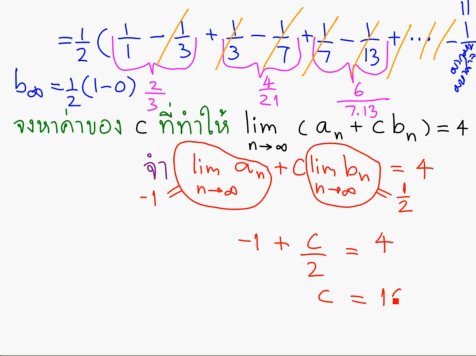 = 1/2 ( 1/1 - 1/3 + 1/3 - 1/7 + 1/7 - 1/13 + ... - 1
2/3 4/21 6/7.13
b∞ = 1/2 (1-0)
จงหาค่าของ c ที่ทำให้ lim n→∞ (an + c bn) = 4
จำ lim n→∞ an + c lim n→∞ bn = 4
-1 = = 1/2
-1 + c/2 = 4
c = 1